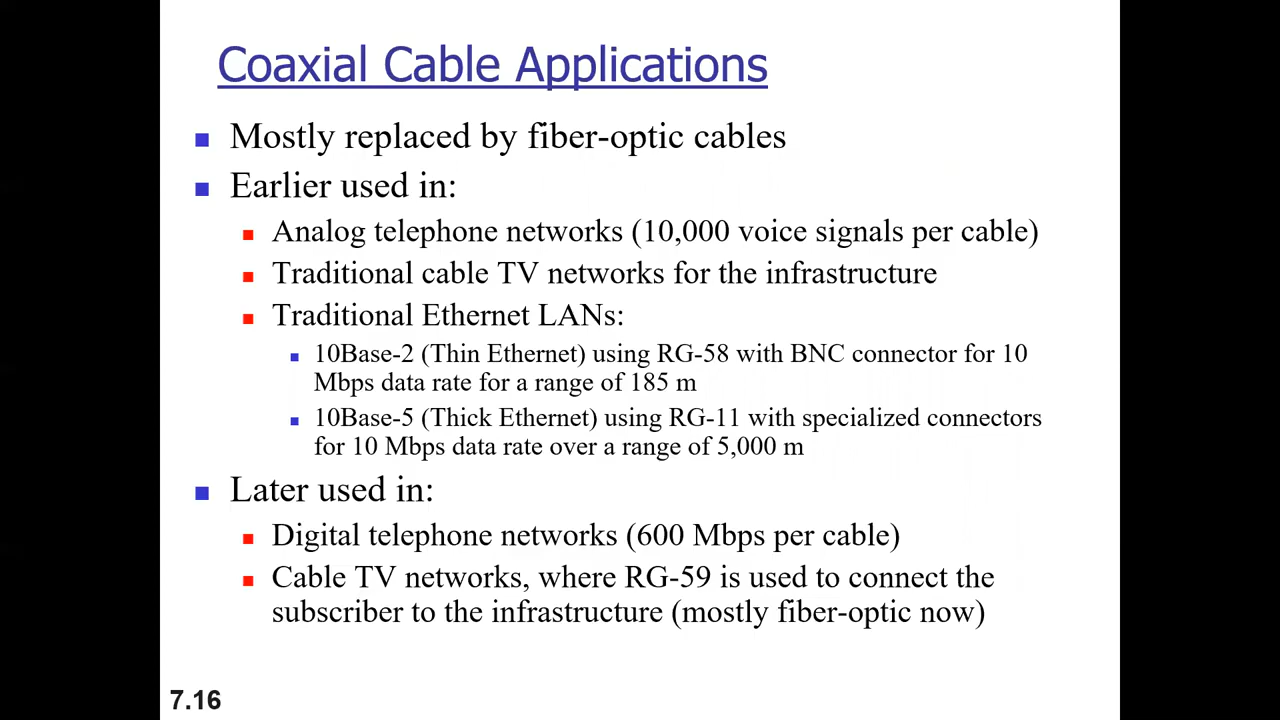 Coaxial Cable Applications
Mostly replaced by fiber-optic cables
Earlier used in:
Analog telephone networks (10,000 voice signals per cable)
Traditional cable TV networks for the infrastructure
Traditional Ethernet LANs:
10Base-2 (Thin Ethernet) using RG-58 with BNC connector for 10
Mbps data rate for a range of 185 m
10Base-5 (Thick Ethernet) using RG-11 with specialized connectors
for 10 Mbps data rate over a range of 5,000 m
Later used in:
Digital telephone networks (600 Mbps per cable)
Cable TV networks, where RG-59 is used to connect the
subscriber to the infrastructure (mostly fiber-optic now)
7.16